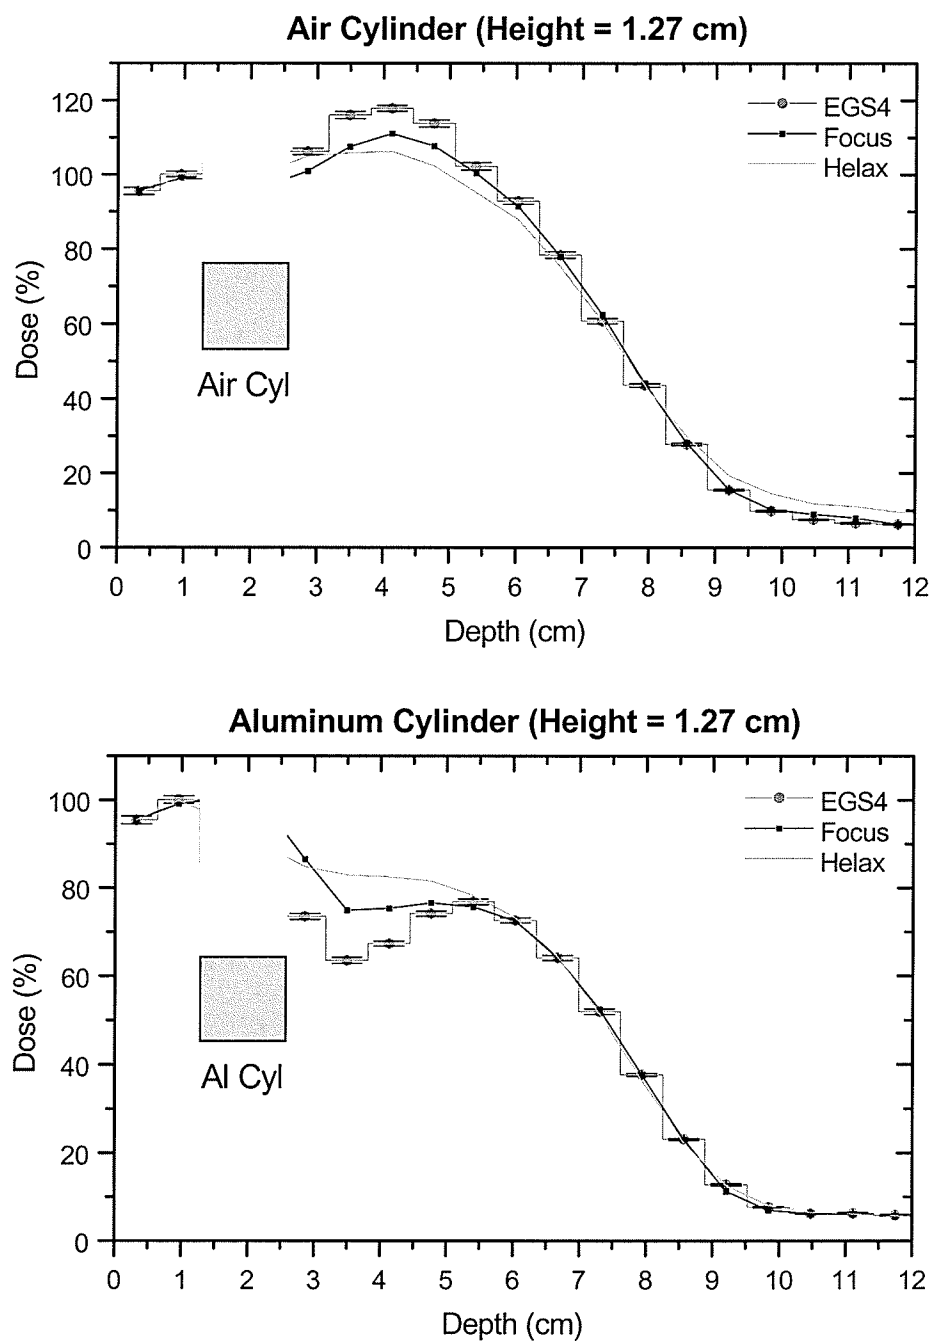 Air Cylinder (Height = 1.27 cm)
120
100
80
60
40
20
0
Dose (%)
EGS4
Focus
Helax
Air Cyl
0 1 2 3 4 5 6 7 8 9 10 11 12
Depth (cm)
Aluminum Cylinder (Height = 1.27 cm)
100
80
60
40
20
0
Dose (%)
EGS4
Focus
Helax
Al Cyl
0 1 2 3 4 5 6 7 8 9 10 11 12
Depth (cm)